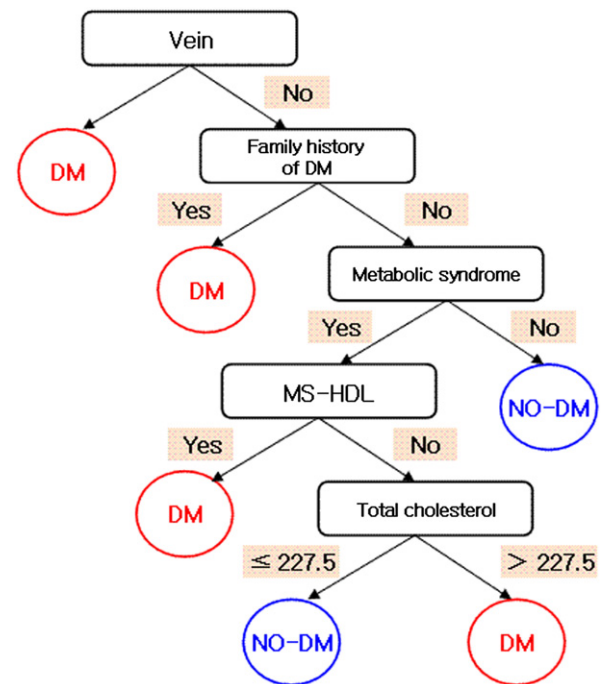 Vein
No
DM
Family history
of DM
Yes
No
DM
Metabolic syndrome
Yes
No
MS-HDL
NO-DM
Yes
No
DM
Total cholesterol
≤ 227.5
> 227.5
NO-DM
DM